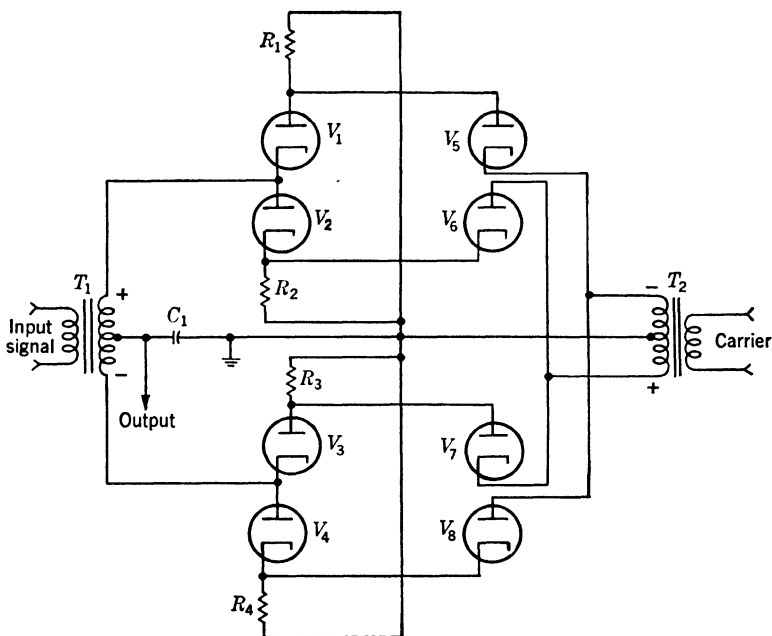 R1
V1
V5
V2
V6
R2
T1
+
−
T2
C1
Input
signal
Carrier
−
+
Output
R3
V3
V7
V4
V8
R4